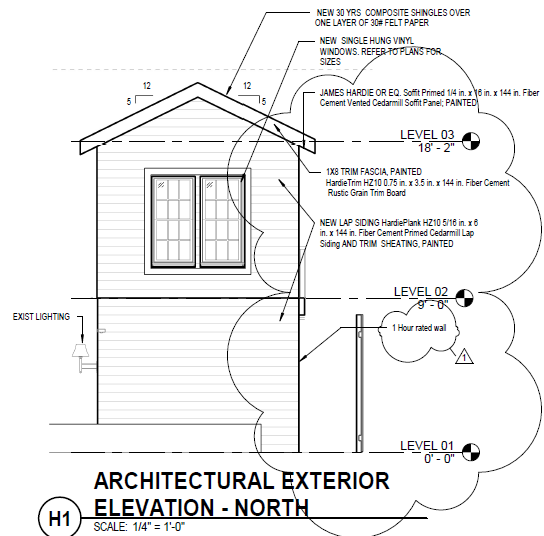 NEW 30 YRS COMPOSITE SHINGLES OVER
ONE LAYER OF 30# FELT PAPER
NEW SINGLE HUNG VINYL
WINDOWS. REFER TO PLANS FOR
SIZES
12
5
12
5
JAMES HARDIE OR EQ. Soffit Primed 1/4 in. x 16 in. x 144 in. Fiber
Cement Vented Cedarmill Soffit Panel; PAINTED
LEVEL 03
18' - 2"
1X8 TRIM FASCIA, PAINTED
HardieTrim HZ10 0.75 in. x 3.5 in. x 144 in. Fiber Cement
Rustic Grain Trim Board
NEW LAP SIDING HardiePlank HZ10 5/16 in. x 6
in. x 144 in. Fiber Cement Primed Cedarmill Lap
Siding AND TRIM SHEATING, PAINTED
LEVEL 02
9' - 0"
EXIST LIGHTING
1 Hour rated wall
1
LEVEL 01
0' - 0"
ARCHITECTURAL EXTERIOR
ELEVATION - NORTH
H1
SCALE: 1/4" = 1'-0"